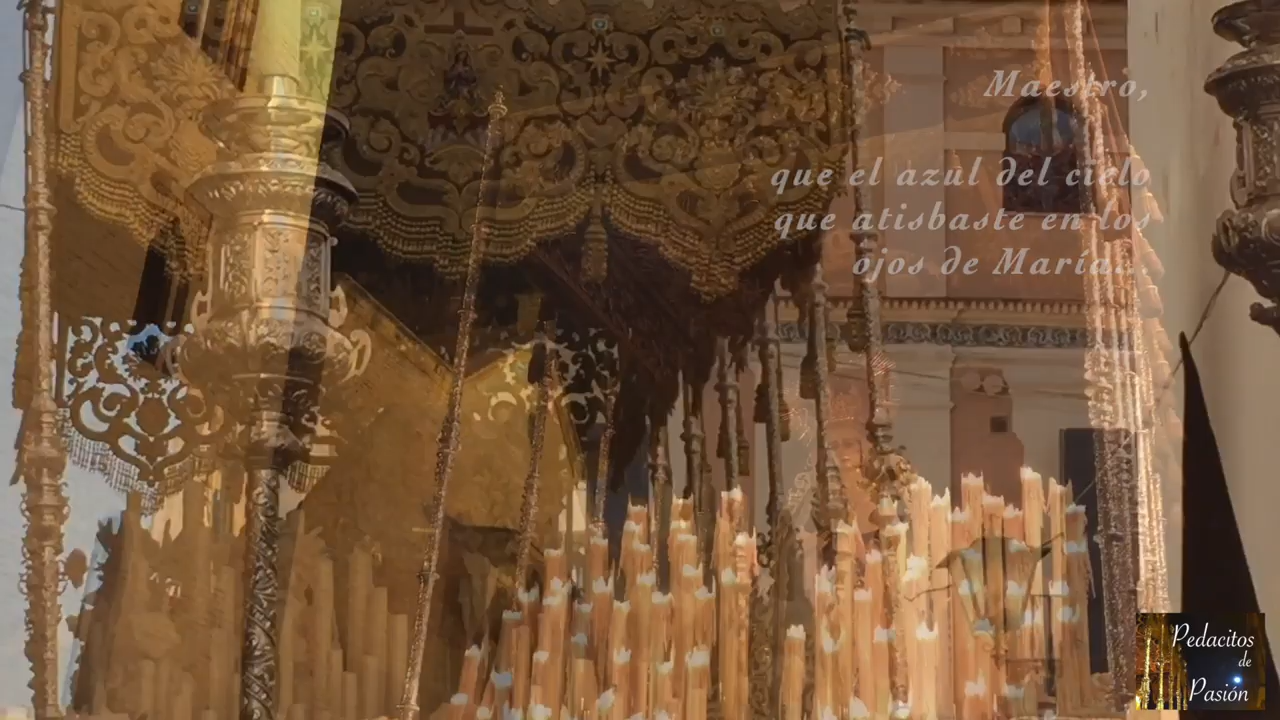 Maestro,
que el azul del cielo
que atisbaste en los
ojos de María...
Pedacitos
de
Pasión